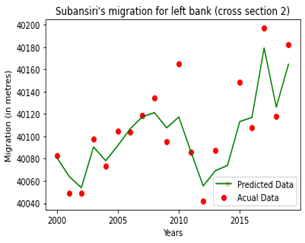 Subansiri's migration for left bank (cross section 2)
Migration (in metres)
40200
40180
40160
40140
40120
40100
40080
40060
40040
2000
2005
2010
2015
Years
Predicted Data
Acual Data